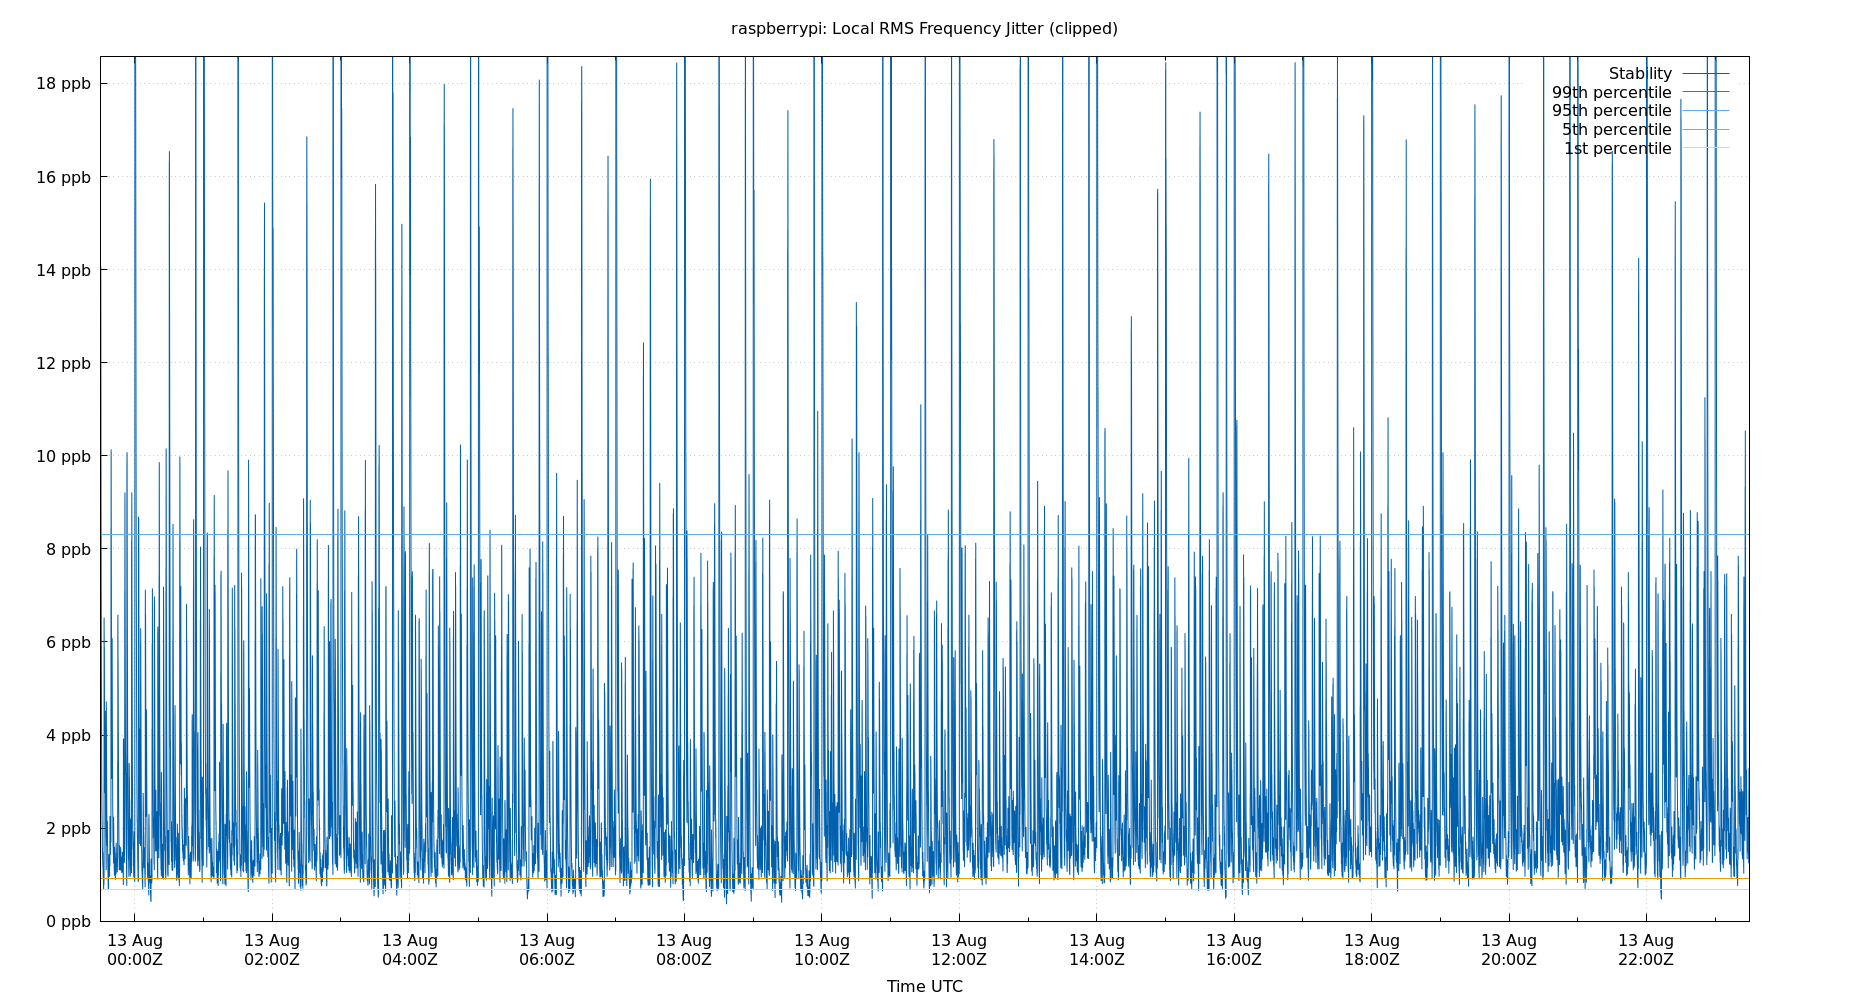 raspberrypi: Local RMS Frequency Jitter (clipped)
Stability
99th percentile
95th percentile
5th percentile
1st percentile
18 ppb
16 ppb
14 ppb
12 ppb
10 ppb
8 ppb
6 ppb
4 ppb
2 ppb
0 ppb
13 Aug 13 Aug 13 Aug 13 Aug 13 Aug 13 Aug 13 Aug 13 Aug 13 Aug 13 Aug 13 Aug 13 Aug
00:00Z 02:00Z 04:00Z 06:00Z 08:00Z 10:00Z 12:00Z 14:00Z 16:00Z 18:00Z 20:00Z 22:00Z
Time UTC